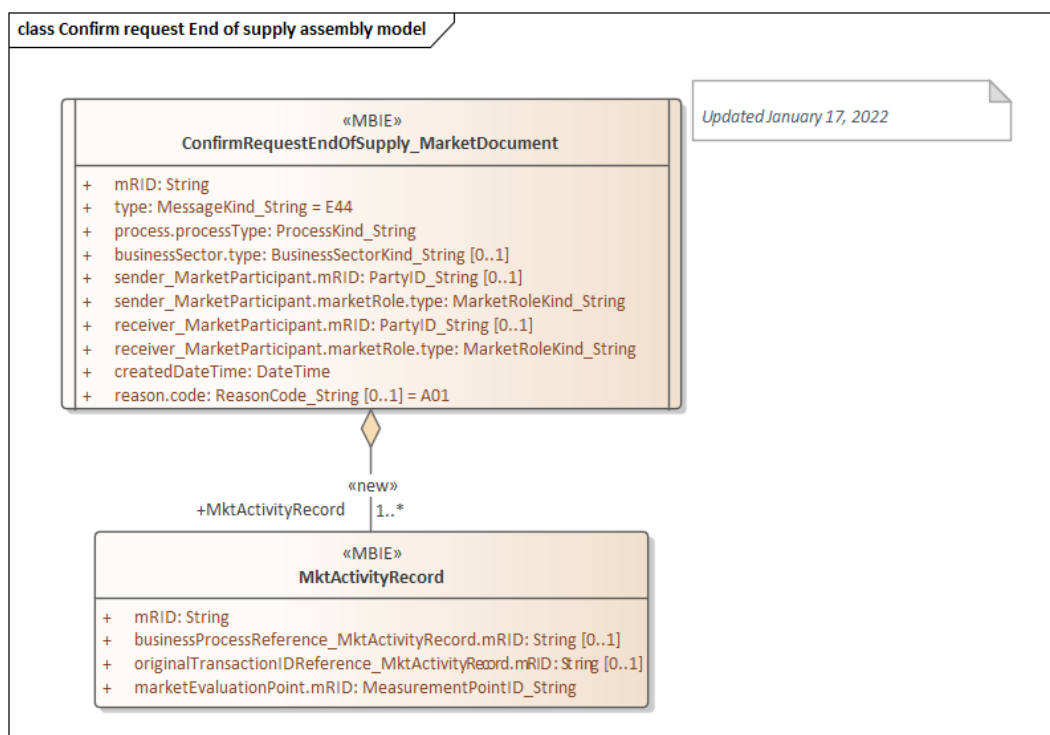 class Confirm request End of supply assembly model
Updated January 17, 2022
«MBIE»
ConfirmRequestEndOfSupply_MarketDocument
+ mRID: String
+ type: MessageKind_String = E44
+ process.processType: ProcessKind_String
+ businessSector.type: BusinessSectorKind_String [0..1]
+ sender_MarketParticipant.mRID: PartyID_String [0..1]
+ sender_MarketParticipant.marketRole.type: MarketRoleKind_String
+ receiver_MarketParticipant.mRID: PartyID_String [0..1]
+ receiver_MarketParticipant.marketRole.type: MarketRoleKind_String
+ createdDateTime: DateTime
+ reason.code: ReasonCode_String [0..1] = A01
«new»
+MktActivityRecord 1..*
«MBIE»
MktActivityRecord
+ mRID: String
+ businessProcessReference_MktActivityRecord.mRID: String [0..1]
+ originalTransactionIDReference_MktActivityRecord.mRID: String [0..1]
+ marketEvaluationPoint.mRID: MeasurementPointID_String